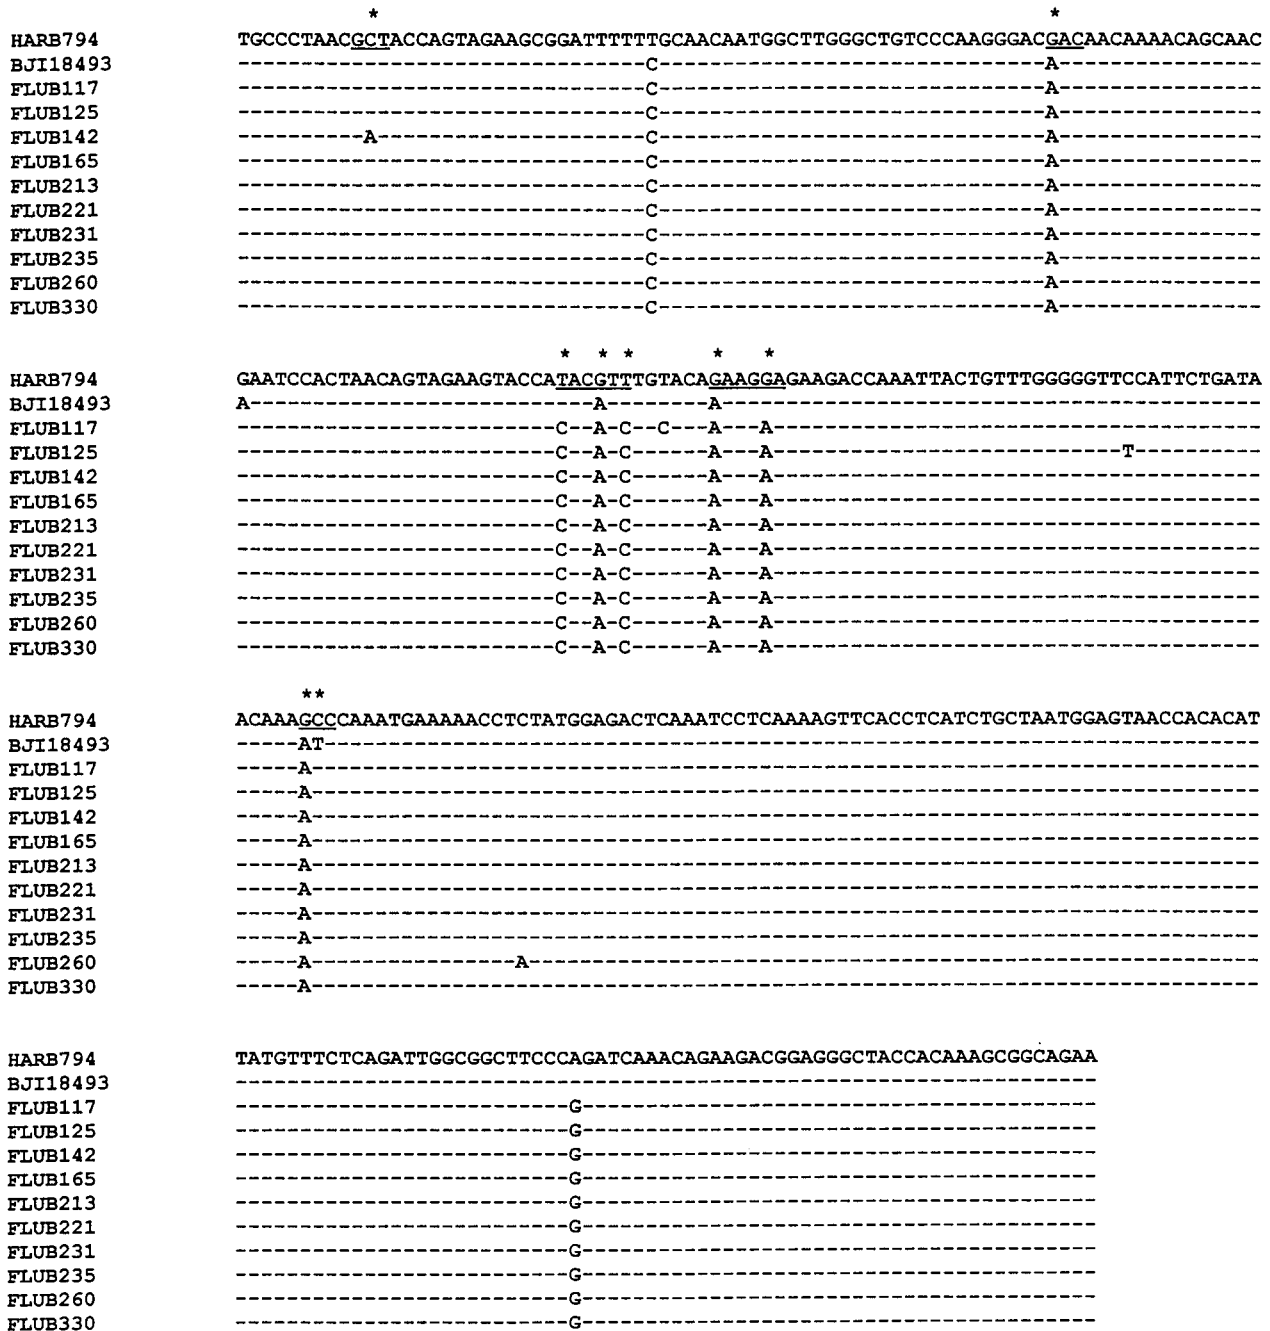 * *
HARB794 TGCCCTAACGCTACCAGTAGAAGCGGATTTTTTGCAACAATGGCTTGGGCTGTCCCAAGGGACGACAACAAAACAGCAAC
BJI18493 --------------------------------C------------------------------A----------------
FLUB117 --------------------------------C------------------------------A----------------
FLUB125 --------------------------------C------------------------------A----------------
FLUB142 ----------A---------------------C------------------------------A----------------
FLUB165 --------------------------------C------------------------------A----------------
FLUB213 --------------------------------C------------------------------A----------------
FLUB221 --------------------------------C------------------------------A----------------
FLUB231 --------------------------------C------------------------------A----------------
FLUB235 --------------------------------C------------------------------A----------------
FLUB260 --------------------------------C------------------------------A----------------
FLUB330 --------------------------------C------------------------------A----------------
* * * * *
HARB794 GAATCCACTAACAGTAGAAGTACCATACGTTTGTACAGAAGGAGAAGACCAAATTACTGTTTGGGGGTTCCATTCTGATA
BJI18493 A---------------------------A--------A------------------------------------------
FLUB117 -------------------------C--A-C--C---A---A--------------------------------------
FLUB125 -------------------------C--A-C------A---A---------------------------T----------
FLUB142 -------------------------C--A-C------A---A--------------------------------------
FLUB165 -------------------------C--A-C------A---A--------------------------------------
FLUB213 -------------------------C--A-C------A---A--------------------------------------
FLUB221 -------------------------C--A-C------A---A--------------------------------------
FLUB231 -------------------------C--A-C------A---A--------------------------------------
FLUB235 -------------------------C--A-C------A---A--------------------------------------
FLUB260 -------------------------C--A-C------A---A--------------------------------------
FLUB330 -------------------------C--A-C------A---A--------------------------------------
**
HARB794 ACAAAGCCCAAATGAAAAACCTCTATGGAGACTCAAATCCTCAAAAGTTCACCTCATCTGCTAATGGAGTAACCACACAT
BJI18493 -----AT-------------------------------------------------------------------------
FLUB117 -----A--------------------------------------------------------------------------
FLUB125 -----A--------------------------------------------------------------------------
FLUB142 -----A--------------------------------------------------------------------------
FLUB165 -----A--------------------------------------------------------------------------
FLUB213 -----A--------------------------------------------------------------------------
FLUB221 -----A--------------------------------------------------------------------------
FLUB231 -----A--------------------------------------------------------------------------
FLUB235 -----A--------------------------------------------------------------------------
FLUB260 -----A----------------A---------------------------------------------------------
FLUB330 -----A--------------------------------------------------------------------------
HARB794 TATGTTTCTCAGATTGGCGGCTTCCCAGATCAAACAGAAGACGGAGGGCTACCACAAAGCGGCAGAA
BJI18493 -------------------------------------------------------------------
FLUB117 --------------------------G----------------------------------------
FLUB125 --------------------------G----------------------------------------
FLUB142 --------------------------G----------------------------------------
FLUB165 --------------------------G----------------------------------------
FLUB213 --------------------------G----------------------------------------
FLUB221 --------------------------G----------------------------------------
FLUB231 --------------------------G----------------------------------------
FLUB235 --------------------------G----------------------------------------
FLUB260 --------------------------G----------------------------------------
FLUB330 --------------------------G----------------------------------------